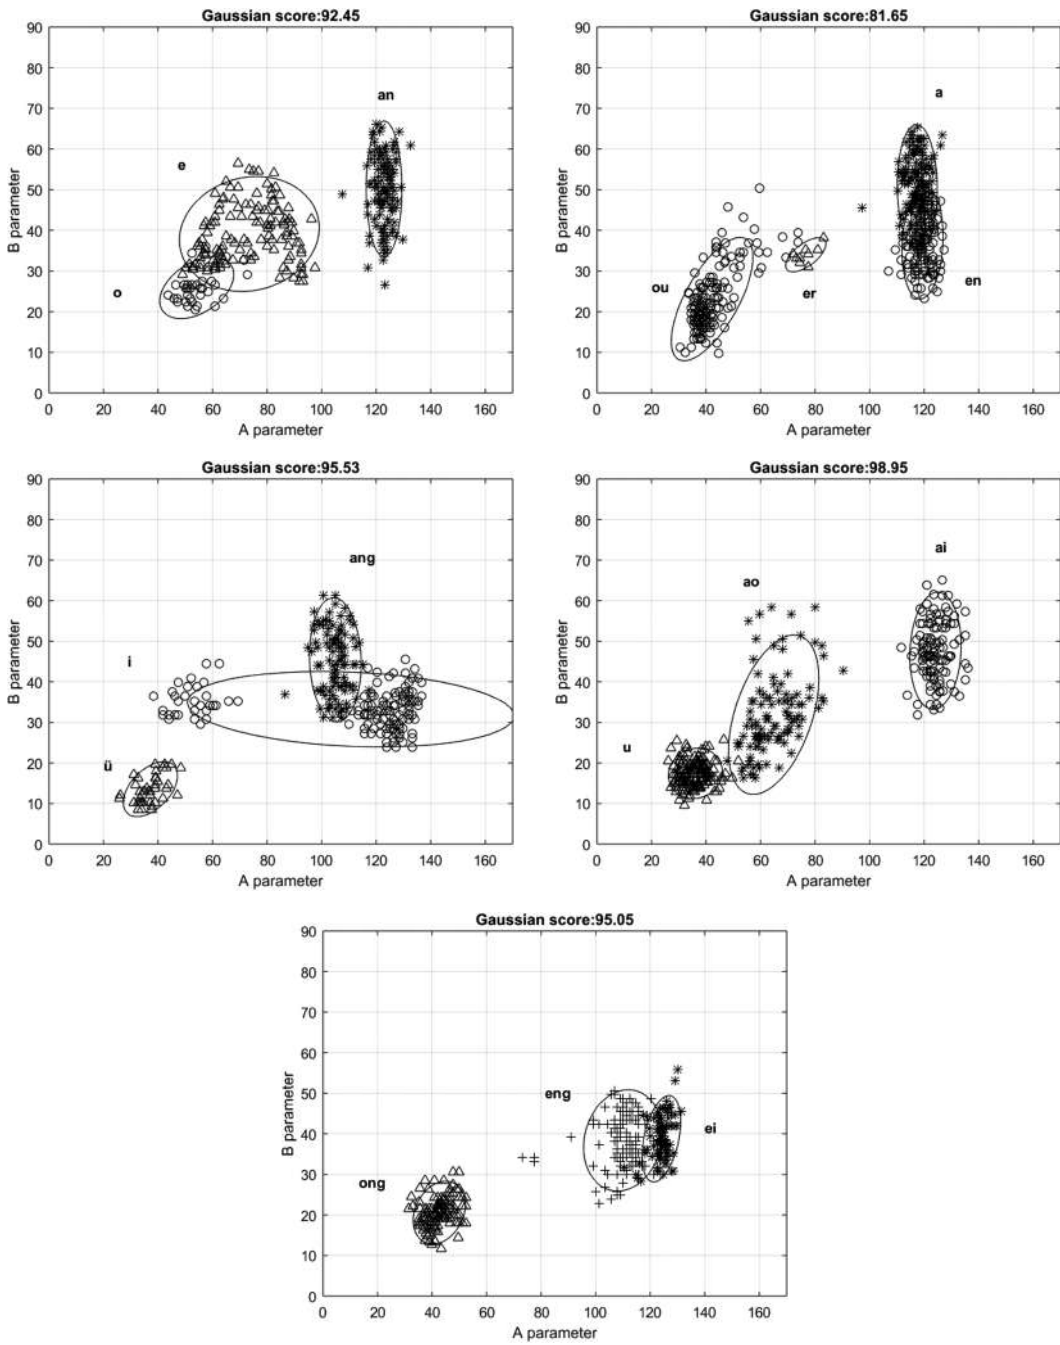 Gaussian score:92.45
90
80
70
60
50
40
30
20
10
0
B parameter
an
e
o
0 20 40 60 80 100 120 140 160
A parameter
Gaussian score:81.65
90
80
70
60
50
40
30
20
10
0
B parameter
a
ou
er
en
0 20 40 60 80 100 120 140 160
A parameter
Gaussian score:95.53
90
80
70
60
50
40
30
20
10
0
B parameter
ang
i
ü
0 20 40 60 80 100 120 140 160
A parameter
Gaussian score:98.95
90
80
70
60
50
40
30
20
10
0
B parameter
ai
ao
u
0 20 40 60 80 100 120 140 160
A parameter
Gaussian score:95.05
90
80
70
60
50
40
30
20
10
0
B parameter
eng
ei
ong
0 20 40 60 80 100 120 140 160
A parameter